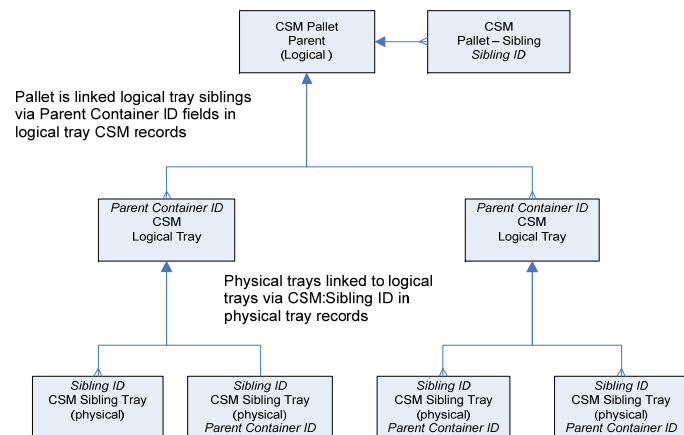 CSM Pallet
Parent
(Logical )
CSM
Pallet – Sibling
Sibling ID
Pallet is linked logical tray siblings
via Parent Container ID fields in
logical tray CSM records
Parent Container ID
CSM
Logical Tray
Parent Container ID
CSM
Logical Tray
Physical trays linked to logical
trays via CSM:Sibling ID in
physical tray records
Sibling ID
CSM Sibling Tray
(physical)
Sibling ID
CSM Sibling Tray
(physical)
Parent Container ID
Sibling ID
CSM Sibling Tray
(physical)
Parent Container ID
Sibling ID
CSM Sibling Tray
(physical)
Parent Container ID